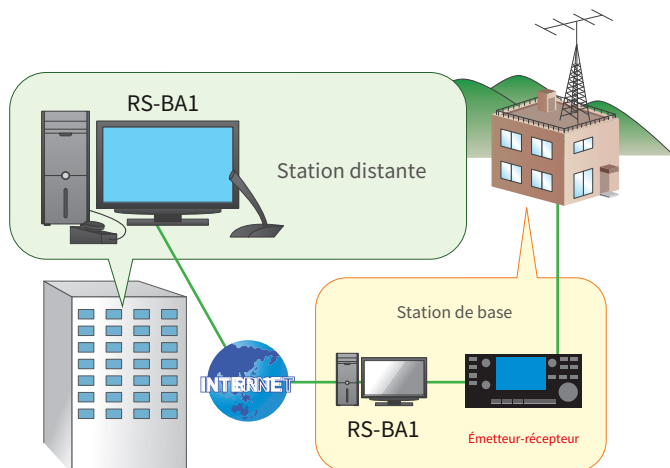 RS-BA1
Station distante
Station de base
INTERNET
RS-BA1
Émetteur-récepteur